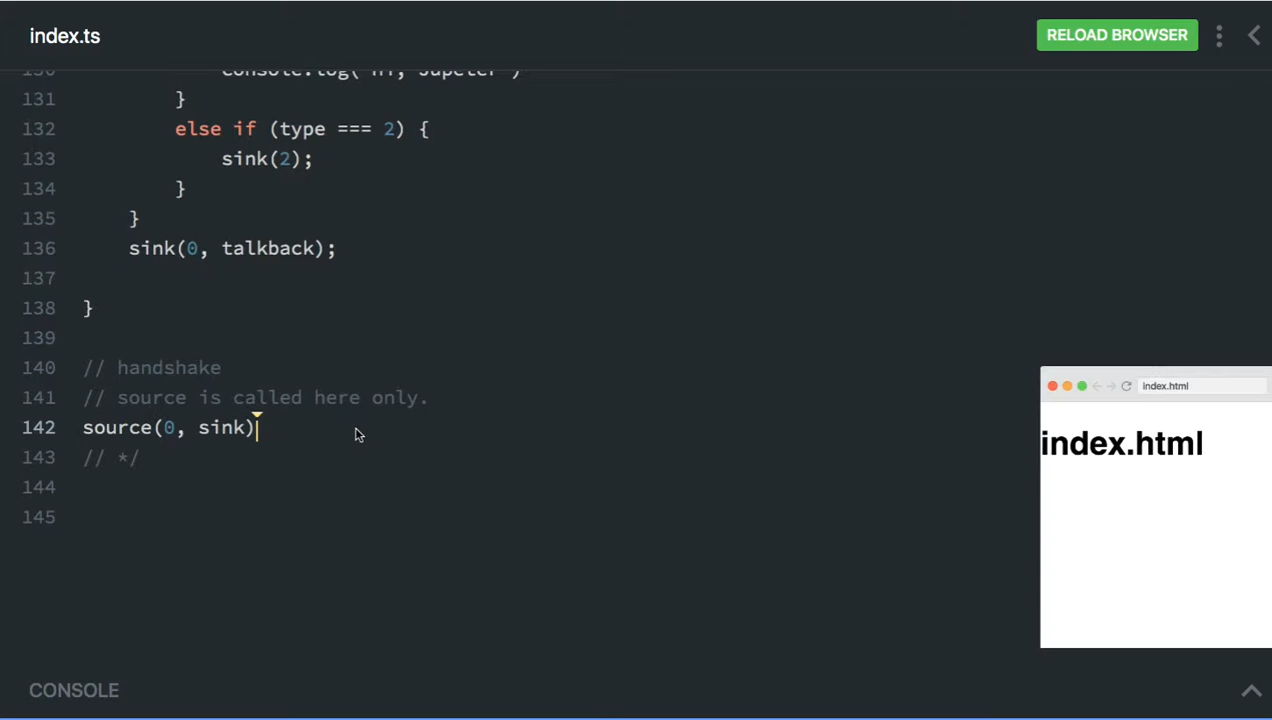 index.ts
RELOAD BROWSER
131 }
132 else if (type === 2) {
133 sink(2);
134 }
135 }
136 sink(0, talkback);
137
138 }
139
140 // handshake
141 // source is called here only.
142 source(0, sink)
143 // */
144
145
index.html
index.html
CONSOLE